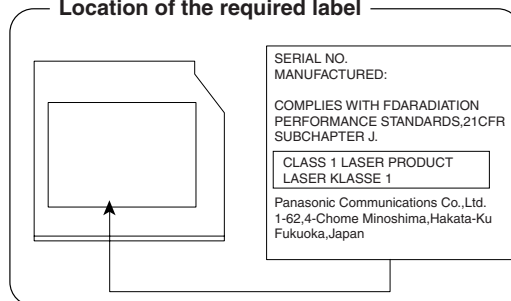 Location of the required label
SERIAL NO.
MANUFACTURED:
COMPLIES WITH FDARADIATION
PERFORMANCE STANDARDS,21CFR
SUBCHAPTER J.
CLASS 1 LASER PRODUCT
LASER KLASSE 1
Panasonic Communications Co.,Ltd.
1-62,4-Chome Minoshima,Hakata-Ku
Fukuoka,Japan